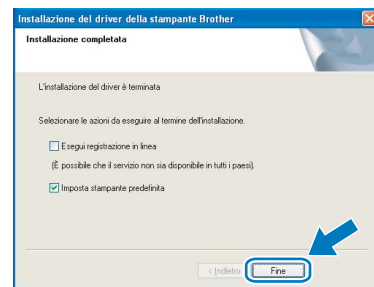 Installazione del driver della stampante Brother
Installazione completata
L'installazione del driver è terminata
Selezionare le azioni da eseguire al termine dell'installazione.
Esegui registrazione in linea
(È possibile che il servizio non sia disponibile in tutti i paesi).
Imposta stampante predefinita
< Indietro
Fine